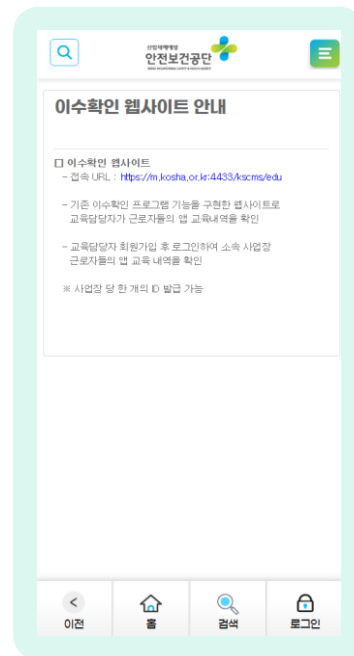 산업재해예방
안전보건공단
이수확인 웹사이트 안내
□ 이수확인 웹사이트
- 접속 URL : https://m.kosha.or.kr:4433/kscms/edu
- 기존 이수확인 프로그램 기능을 구현한 웹사이트로
교육담당자가 근로자들의 앱 교육내역을 확인
- 교육담당자 회원가입 후 로그인하여 소속 사업장
근로자들의 앱 교육 내역을 확인
※ 사업장 당 한 개의 ID 발급 가능
이전 홈 검색 로그인